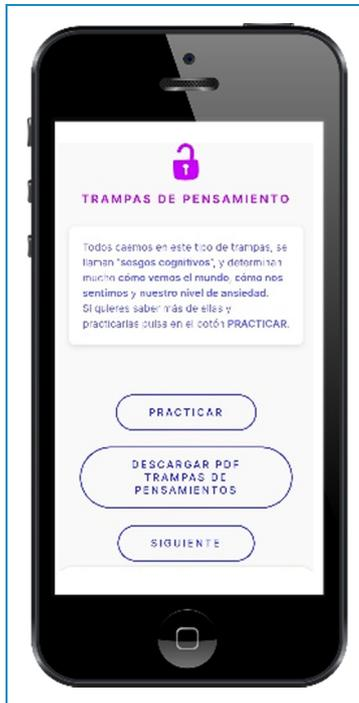 TRAMPAS DE PENSAMIENTO
Todos caemos en este tipo de trampas, se
llaman "sesgos cognitivos", y determinan
mucho cómo vemos el mundo, cómo nos
sentimos y nuestro nivel de ansiedad.
Si quieres saber más de ellas y
practicarlas pulsa en el botón PRACTICAR.
PRACTICAR
DESCARGAR PDF
TRAMPAS DE
PENSAMIENTOS
SIGUIENTE